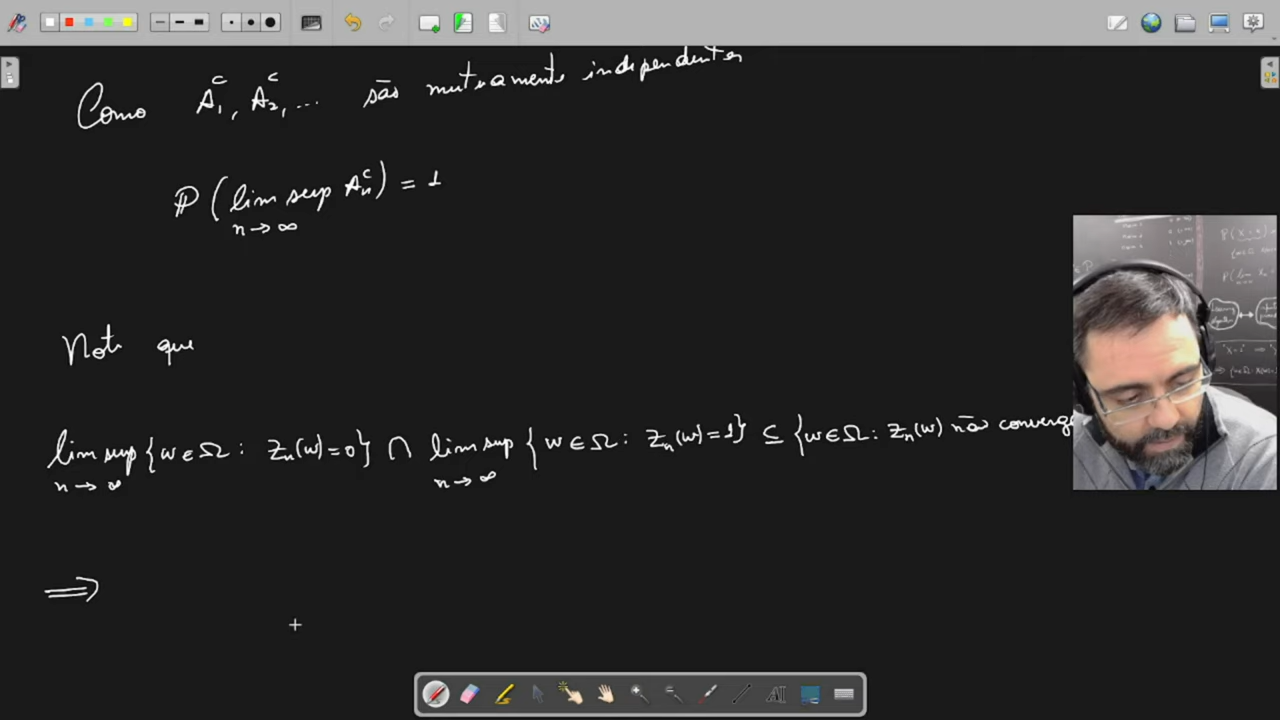 Como A₁ᶜ, A₂ᶜ, ... são mutuamente independentes
ℙ(lim sup Aₙᶜ) = 1
n → ∞
Note que
lim sup {w ∈ Ω : Zₙ(w) = 0} ∩ lim sup {w ∈ Ω : Zₙ(w) = 1} ⊆ {w ∈ Ω : Zₙ(w) não converge
n → ∞ n → ∞
⟹